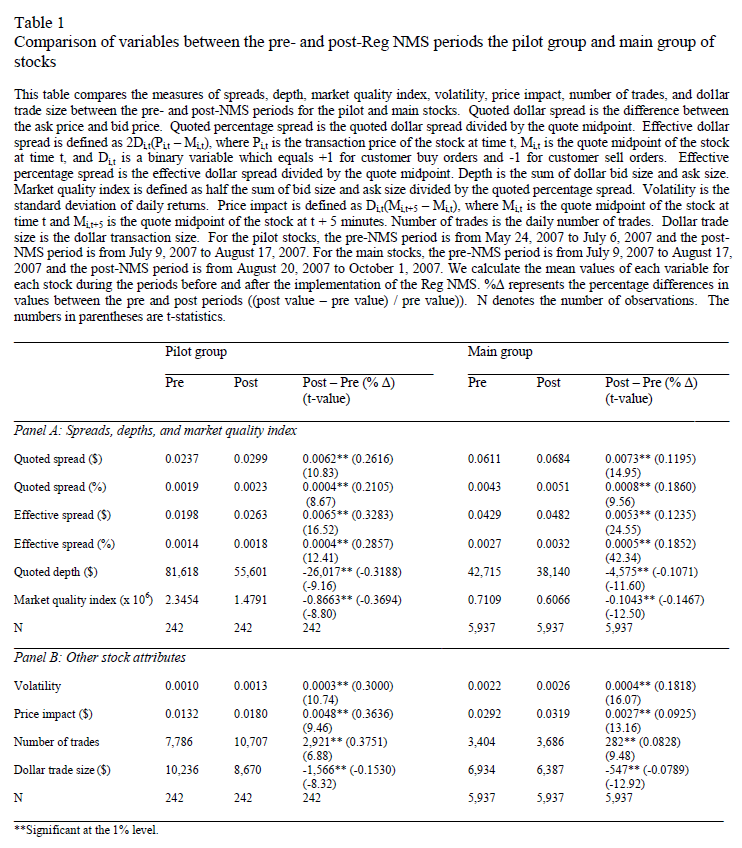 Table 1
Comparison of variables between the pre- and post-Reg NMS periods the pilot group and main group of
stocks
This table compares the measures of spreads, depth, market quality index, volatility, price impact, number of trades, and dollar
trade size between the pre- and post-NMS periods for the pilot and main stocks. Quoted dollar spread is the difference between
the ask price and bid price. Quoted percentage spread is the quoted dollar spread divided by the quote midpoint. Effective dollar
spread is defined as 2Di,t(Pi,t – Mi,t), where Pi,t is the transaction price of the stock at time t, Mi,t is the quote midpoint of the stock
at time t, and Di,t is a binary variable which equals +1 for customer buy orders and -1 for customer sell orders. Effective
percentage spread is the effective dollar spread divided by the quote midpoint. Depth is the sum of dollar bid size and ask size.
Market quality index is defined as half the sum of bid size and ask size divided by the quoted percentage spread. Volatility is the
standard deviation of daily returns. Price impact is defined as Di,t(Mi,t+5 – Mi,t), where Mi,t is the quote midpoint of the stock at
time t and Mi,t+5 is the quote midpoint of the stock at t + 5 minutes. Number of trades is the daily number of trades. Dollar trade
size is the dollar transaction size. For the pilot stocks, the pre-NMS period is from May 24, 2007 to July 6, 2007 and the post-
NMS period is from July 9, 2007 to August 17, 2007. For the main stocks, the pre-NMS period is from July 9, 2007 to August 17,
2007 and the post-NMS period is from August 20, 2007 to October 1, 2007. We calculate the mean values of each variable for
each stock during the periods before and after the implementation of the Reg NMS. %Δ represents the percentage differences in
values between the pre and post periods ((post value – pre value) / pre value)). N denotes the number of observations. The
numbers in parentheses are t-statistics.
Pilot group Main group
Pre Post Post – Pre (% Δ) Pre Post Post – Pre (% Δ)
(t-value) (t-value)
Panel A: Spreads, depths, and market quality index
Quoted spread ($) 0.0237 0.0299 0.0062** (0.2616) 0.0611 0.0684 0.0073** (0.1195)
(10.83) (14.95)
Quoted spread (%) 0.0019 0.0023 0.0004** (0.2105) 0.0043 0.0051 0.0008** (0.1860)
(8.67) (9.56)
Effective spread ($) 0.0198 0.0263 0.0065** (0.3283) 0.0429 0.0482 0.0053** (0.1235)
(16.52) (24.55)
Effective spread (%) 0.0014 0.0018 0.0004** (0.2857) 0.0027 0.0032 0.0005** (0.1852)
(12.41) (42.34)
Quoted depth ($) 81,618 55,601 -26,017** (-0.3188) 42,715 38,140 -4,575** (-0.1071)
(-9.16) (-11.60)
Market quality index (x 10⁶) 2.3454 1.4791 -0.8663** (-0.3694) 0.7109 0.6066 -0.1043** (-0.1467)
(-8.80) (-12.50)
N 242 242 242 5,937 5,937 5,937
Panel B: Other stock attributes
Volatility 0.0010 0.0013 0.0003** (0.3000) 0.0022 0.0026 0.0004** (0.1818)
(10.74) (16.07)
Price impact ($) 0.0132 0.0180 0.0048** (0.3636) 0.0292 0.0319 0.0027** (0.0925)
(9.46) (13.16)
Number of trades 7,786 10,707 2,921** (0.3751) 3,404 3,686 282** (0.0828)
(6.88) (9.48)
Dollar trade size ($) 10,236 8,670 -1,566** (-0.1530) 6,934 6,387 -547** (-0.0789)
(-8.32) (-12.92)
N 242 242 242 5,937 5,937 5,937
**Significant at the 1% level.